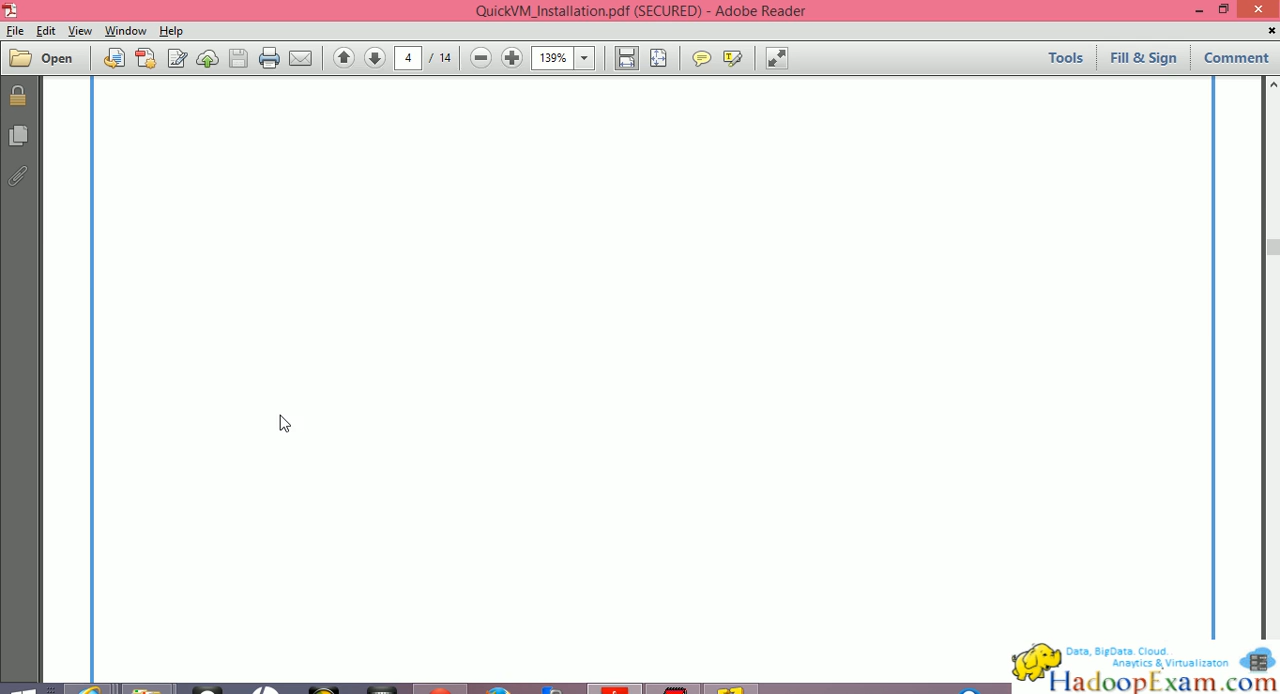 QuickVM_Installation.pdf (SECURED) - Adobe Reader
File Edit View Window Help
Open 4 / 14 139% Tools Fill & Sign Comment
Data, BigData. Cloud.
Anaytics & Virtualizaton
HadoopExam.com